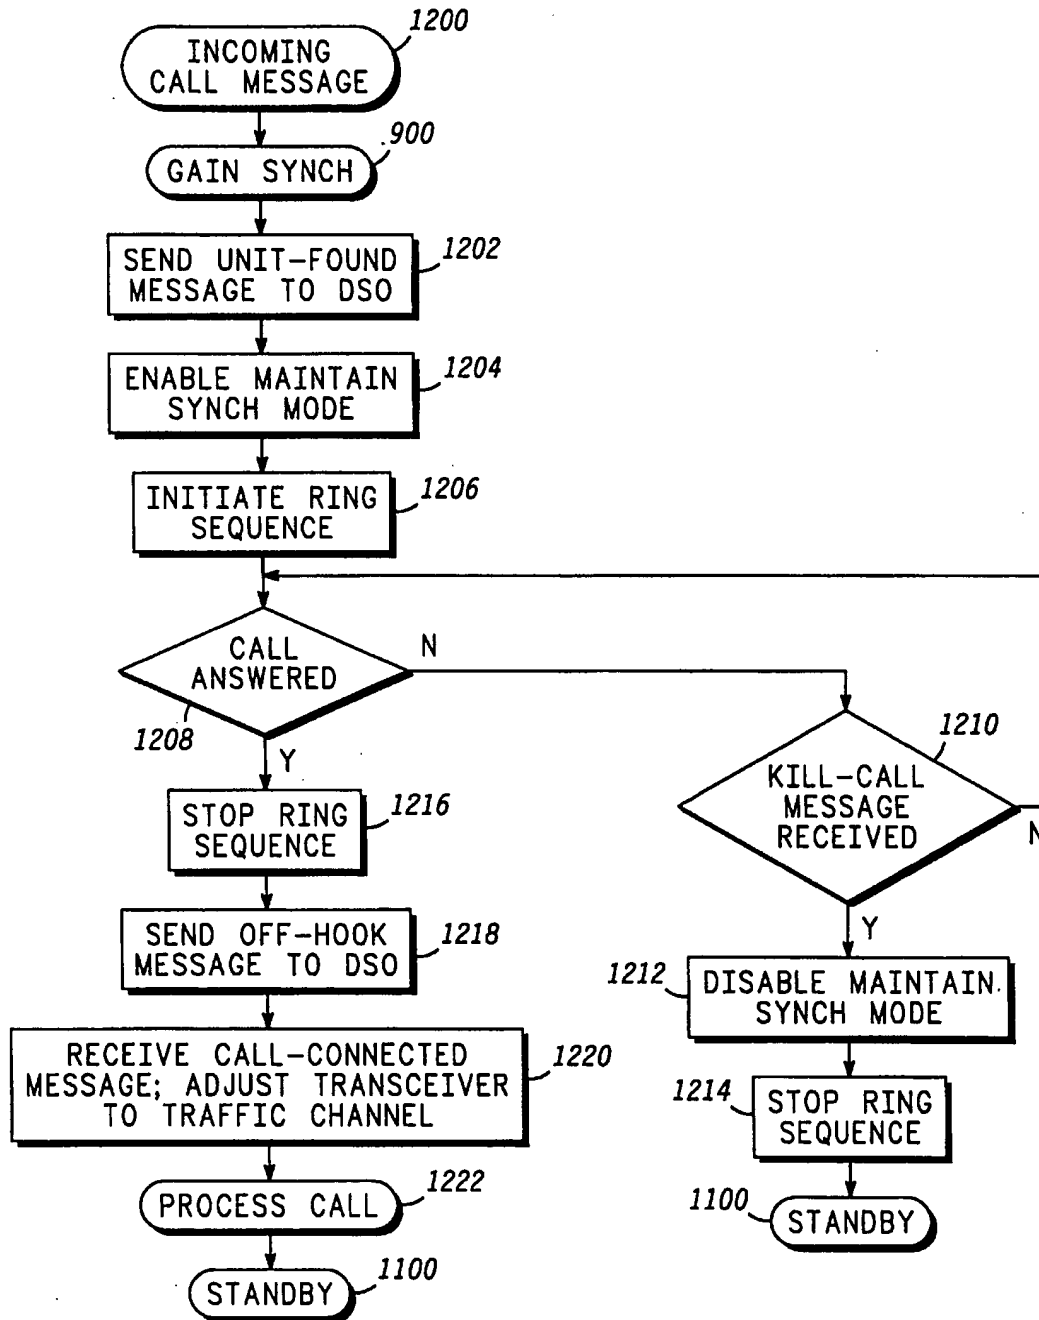 1200
INCOMING
CALL MESSAGE
900
GAIN SYNCH
1202
SEND UNIT-FOUND
MESSAGE TO DSO
1204
ENABLE MAINTAIN
SYNCH MODE
1206
INITIATE RING
SEQUENCE
CALL
ANSWERED
N
1208
Y
1210
KILL-CALL
MESSAGE
RECEIVED
N
1216
STOP RING
SEQUENCE
Y
1218
SEND OFF-HOOK
MESSAGE TO DSO
1212
DISABLE MAINTAIN
SYNCH MODE
1220
RECEIVE CALL-CONNECTED
MESSAGE; ADJUST TRANSCEIVER
TO TRAFFIC CHANNEL
1214
STOP RING
SEQUENCE
1222
PROCESS CALL
1100
STANDBY
1100
STANDBY